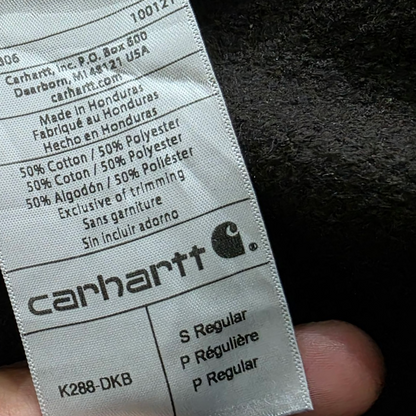 306
100121
Carhartt, Inc. P.O. Box 600
Dearborn, MI 48121 USA
carhartt.com
Made in Honduras
Fabriqué au Honduras
Hecho en Honduras
50% Cotton / 50% Polyester
50% Coton / 50% Polyester
50% Algodón / 50% Poliéster
Exclusive of trimming
Sans garniture
Sin incluir adorno
carhartt ®
K288-DKB
S Regular
P Régulière
P Regular